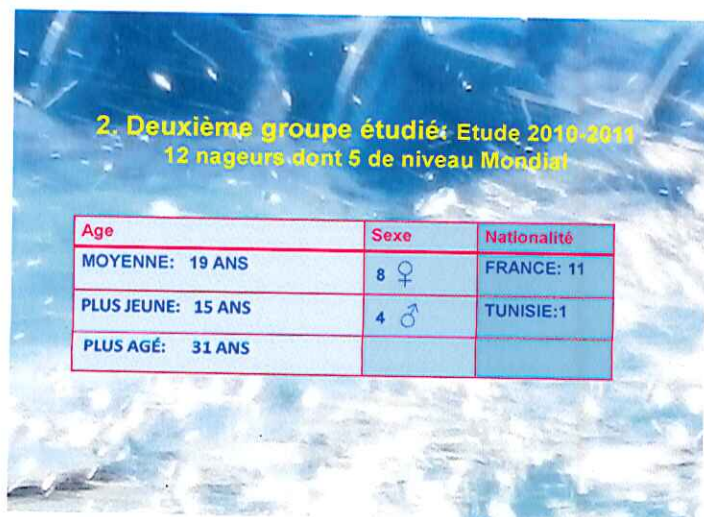 2. Deuxième groupe étudié: Etude 2010-2011
12 nageurs dont 5 de niveau Mondial
Age Sexe Nationalité
MOYENNE: 19 ANS 8 ♀ FRANCE: 11
PLUS JEUNE: 15 ANS 4 ♂ TUNISIE:1
PLUS AGÉ: 31 ANS